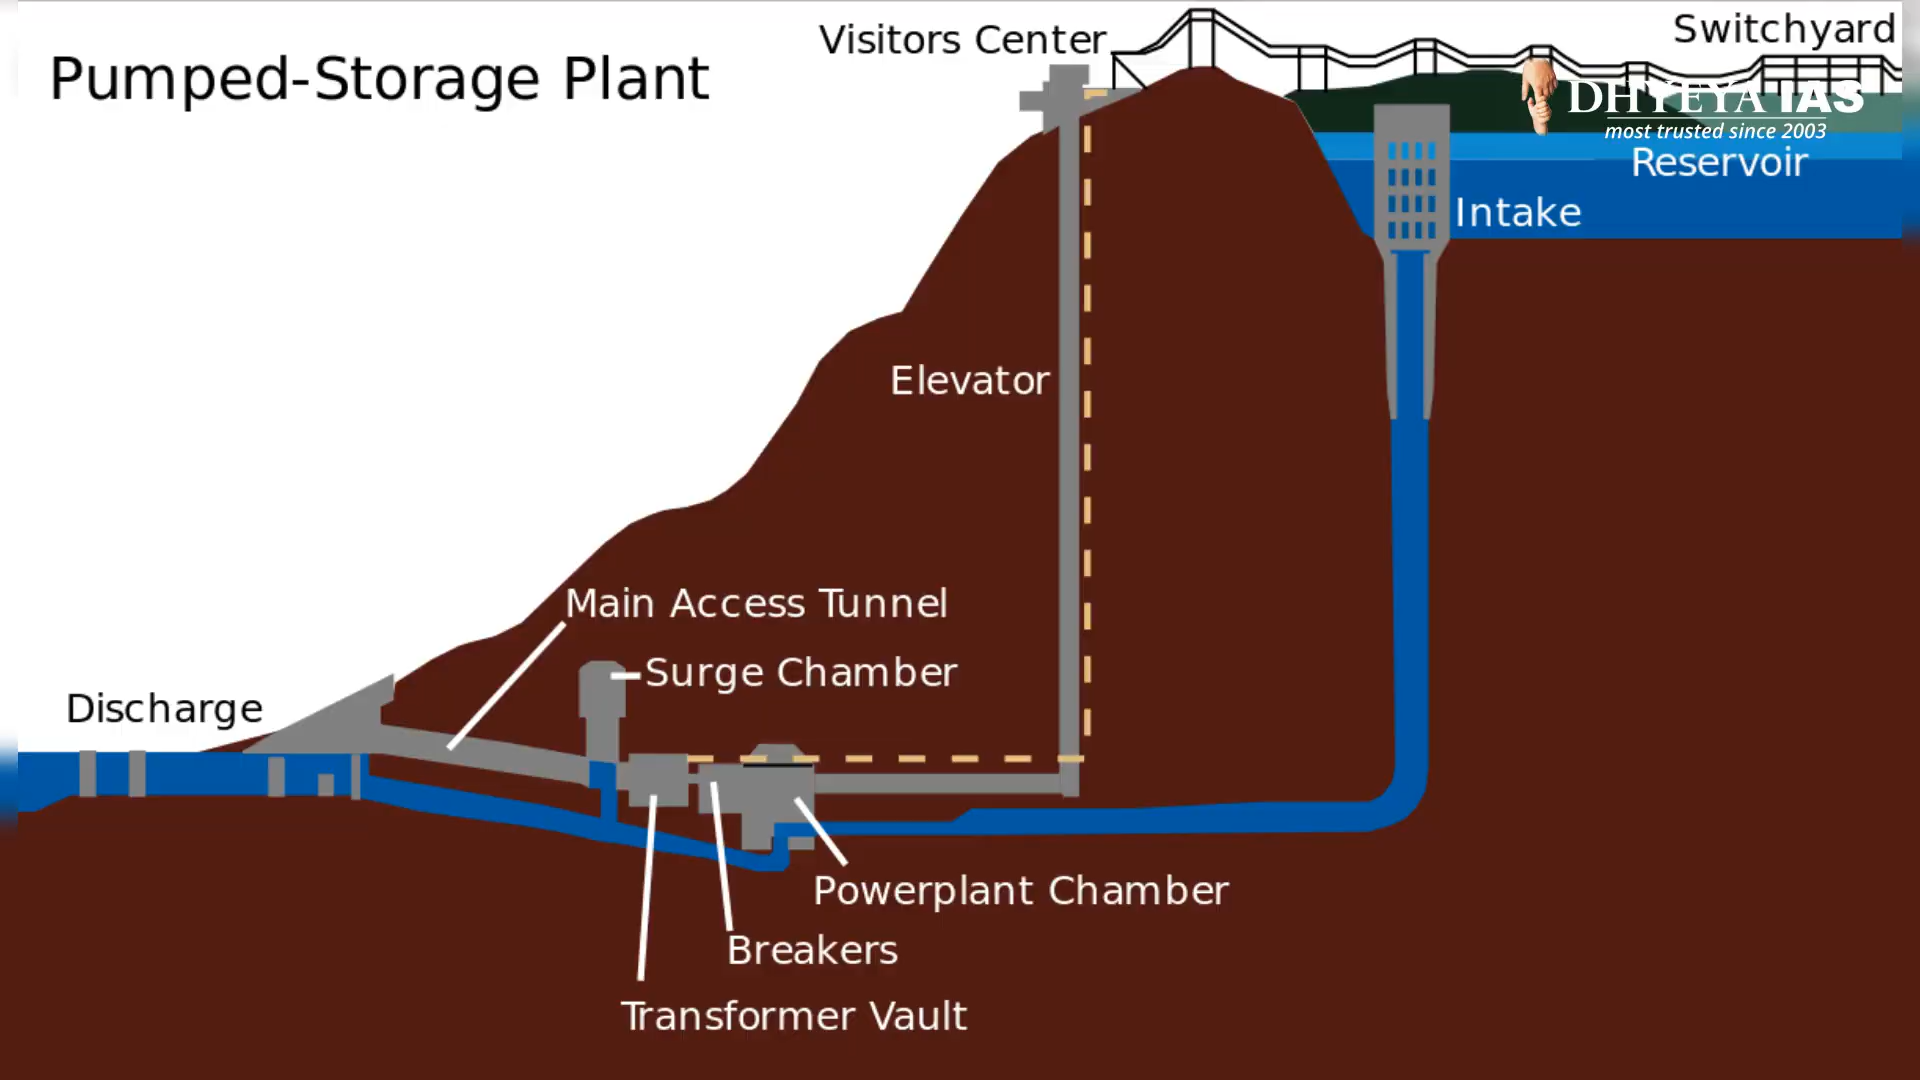 Visitors Center
Switchyard
Pumped-Storage Plant
DHYEYA IAS
most trusted since 2003
Reservoir
Intake
Elevator
Main Access Tunnel
Surge Chamber
Discharge
Powerplant Chamber
Breakers
Transformer Vault